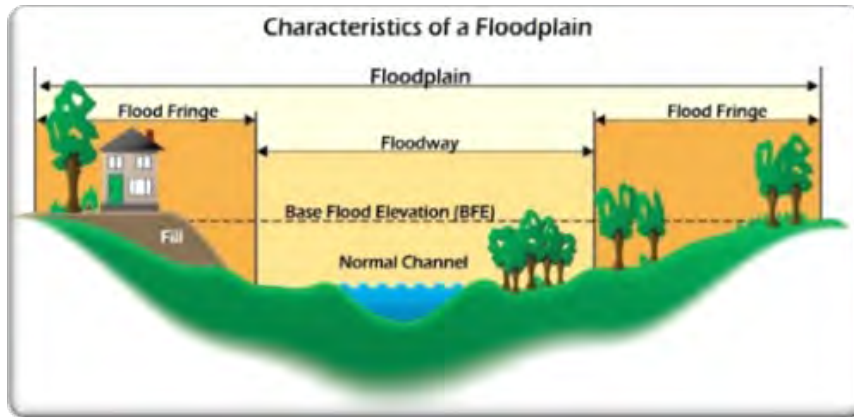 Characteristics of a Floodplain
Floodplain
Flood Fringe
Flood Fringe
Floodway
Base Flood Elevation (BFE)
Fill
Normal Channel